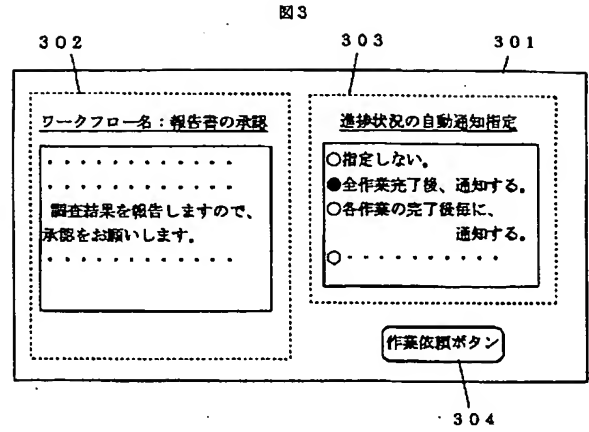 図3
302
303
301
ワークフロー名：報告書の承認
・・・・・・・・・・・・
・・・・・・・・・・・・
調査結果を報告しますので、
承認をお願いします。
・・・・・・・・・・・・
進捗状況の自動通知指定
○指定しない。
●全作業完了後、通知する。
○各作業の完了後毎に、
通知する。
○・・・・・・・・・・
作業依頼ボタン
304